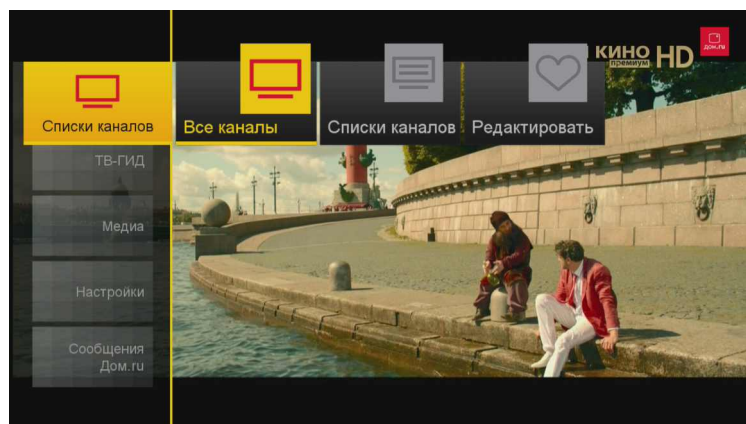 КИНО
премиум HD
дом.ru
Списки каналов
Все каналы
Списки каналов
Редактировать
ТВ-ГИД
Медиа
Настройки
Сообщения
Дом.ru